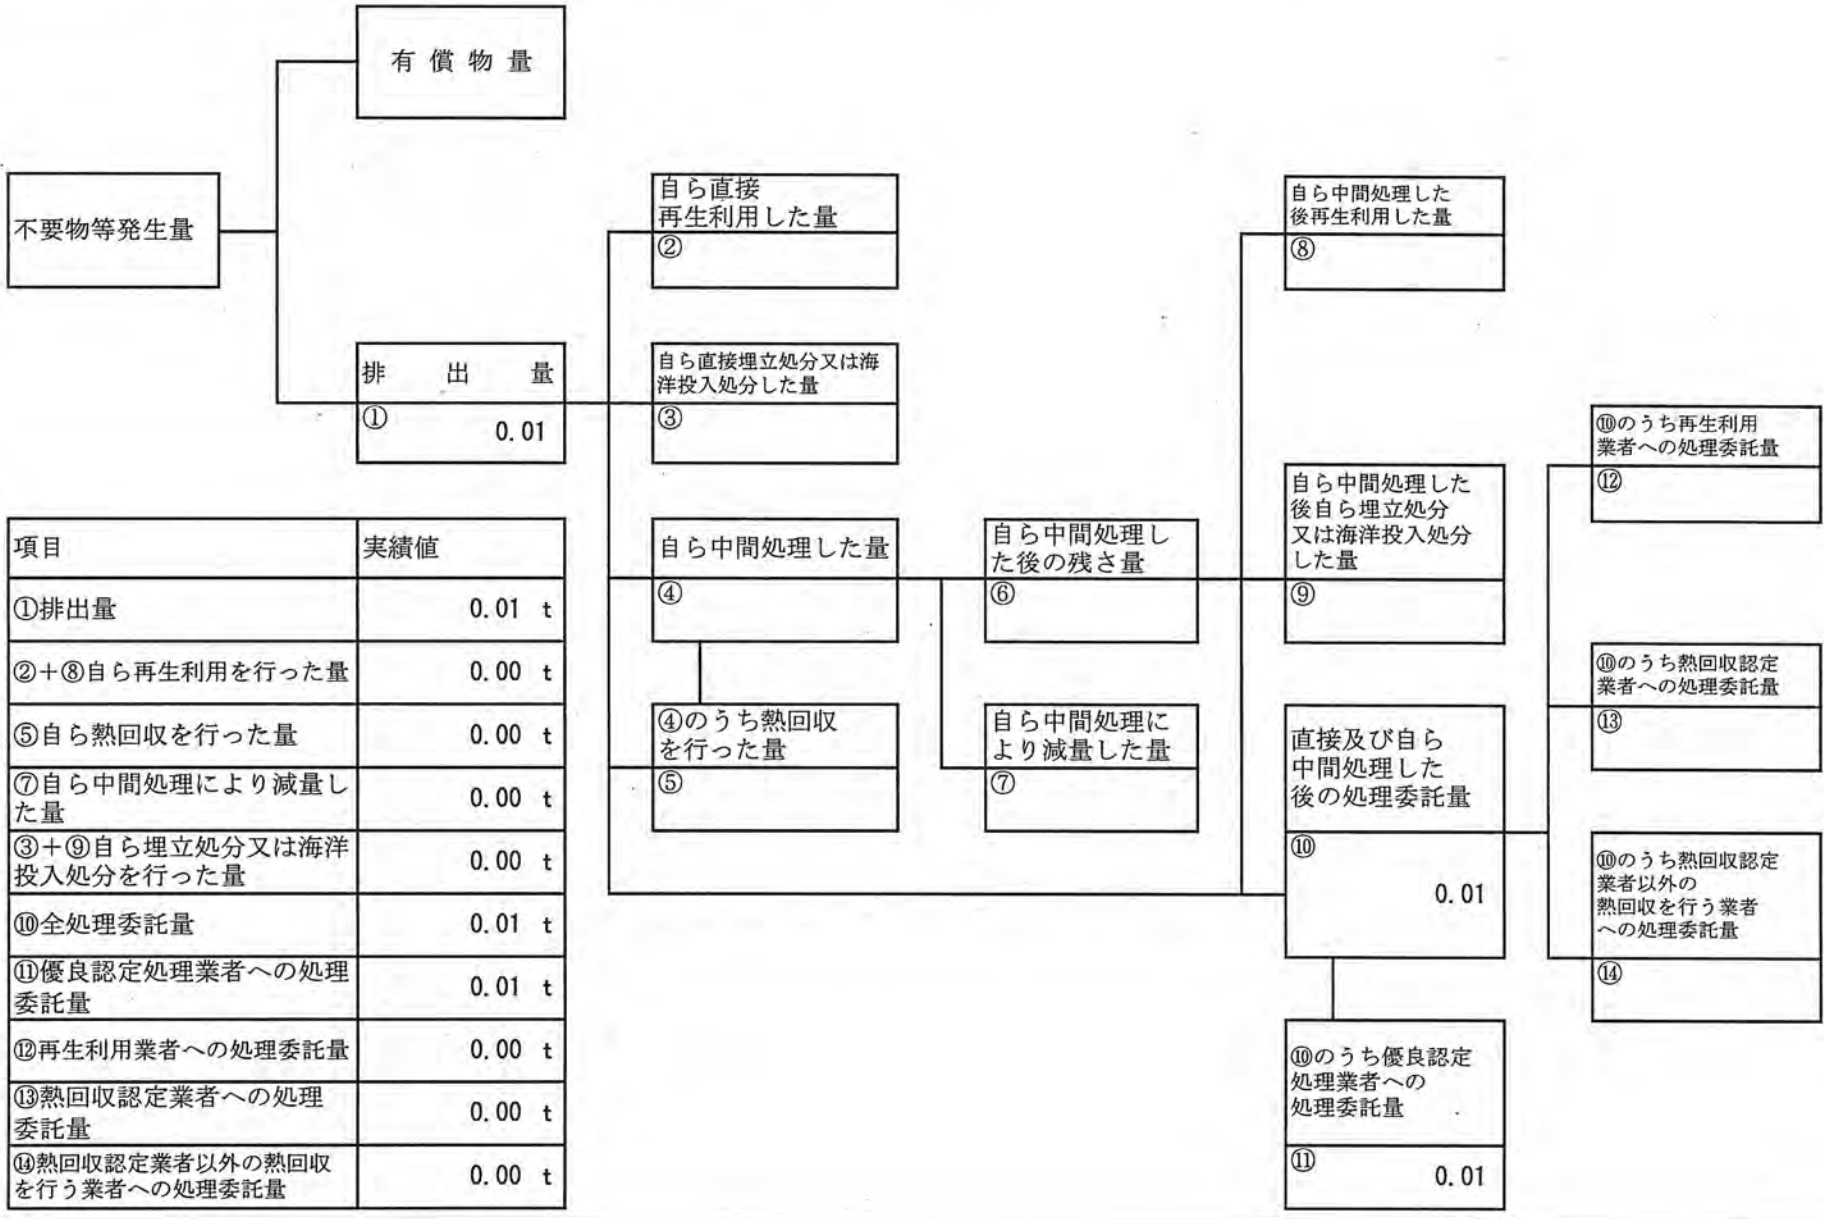 有償物量
不要物等発生量
排出量
①
0.01
自ら直接
再生利用した量
②
自ら直接埋立処分又は海
洋投入処分した量
③
自ら中間処理した量
④
④のうち熱回収
を行った量
⑤
自ら中間処理し
た後の残さ量
⑥
自ら中間処理に
より減量した量
⑦
自ら中間処理した
後再生利用した量
⑧
自ら中間処理した
後自ら埋立処分
又は海洋投入処分
した量
⑨
直接及び自ら
中間処理した
後の処理委託量
⑩
0.01
⑩のうち優良認定
処理業者への
処理委託量
⑪
0.01
⑩のうち再生利用
業者への処理委託量
⑫
⑩のうち熱回収認定
業者への処理委託量
⑬
⑩のうち熱回収認定
業者以外の
熱回収を行う業者
への処理委託量
⑭
項目 実績値
①排出量 0.01 t
②+⑧自ら再生利用を行った量 0.00 t
⑤自ら熱回収を行った量 0.00 t
⑦自ら中間処理により減量し
た量 0.00 t
③+⑨自ら埋立処分又は海洋
投入処分を行った量 0.00 t
⑩全処理委託量 0.01 t
⑪優良認定処理業者への処理
委託量 0.01 t
⑫再生利用業者への処理委託量 0.00 t
⑬熱回収認定業者への処理
委託量 0.00 t
⑭熱回収認定業者以外の熱回収
を行う業者への処理委託量 0.00 t